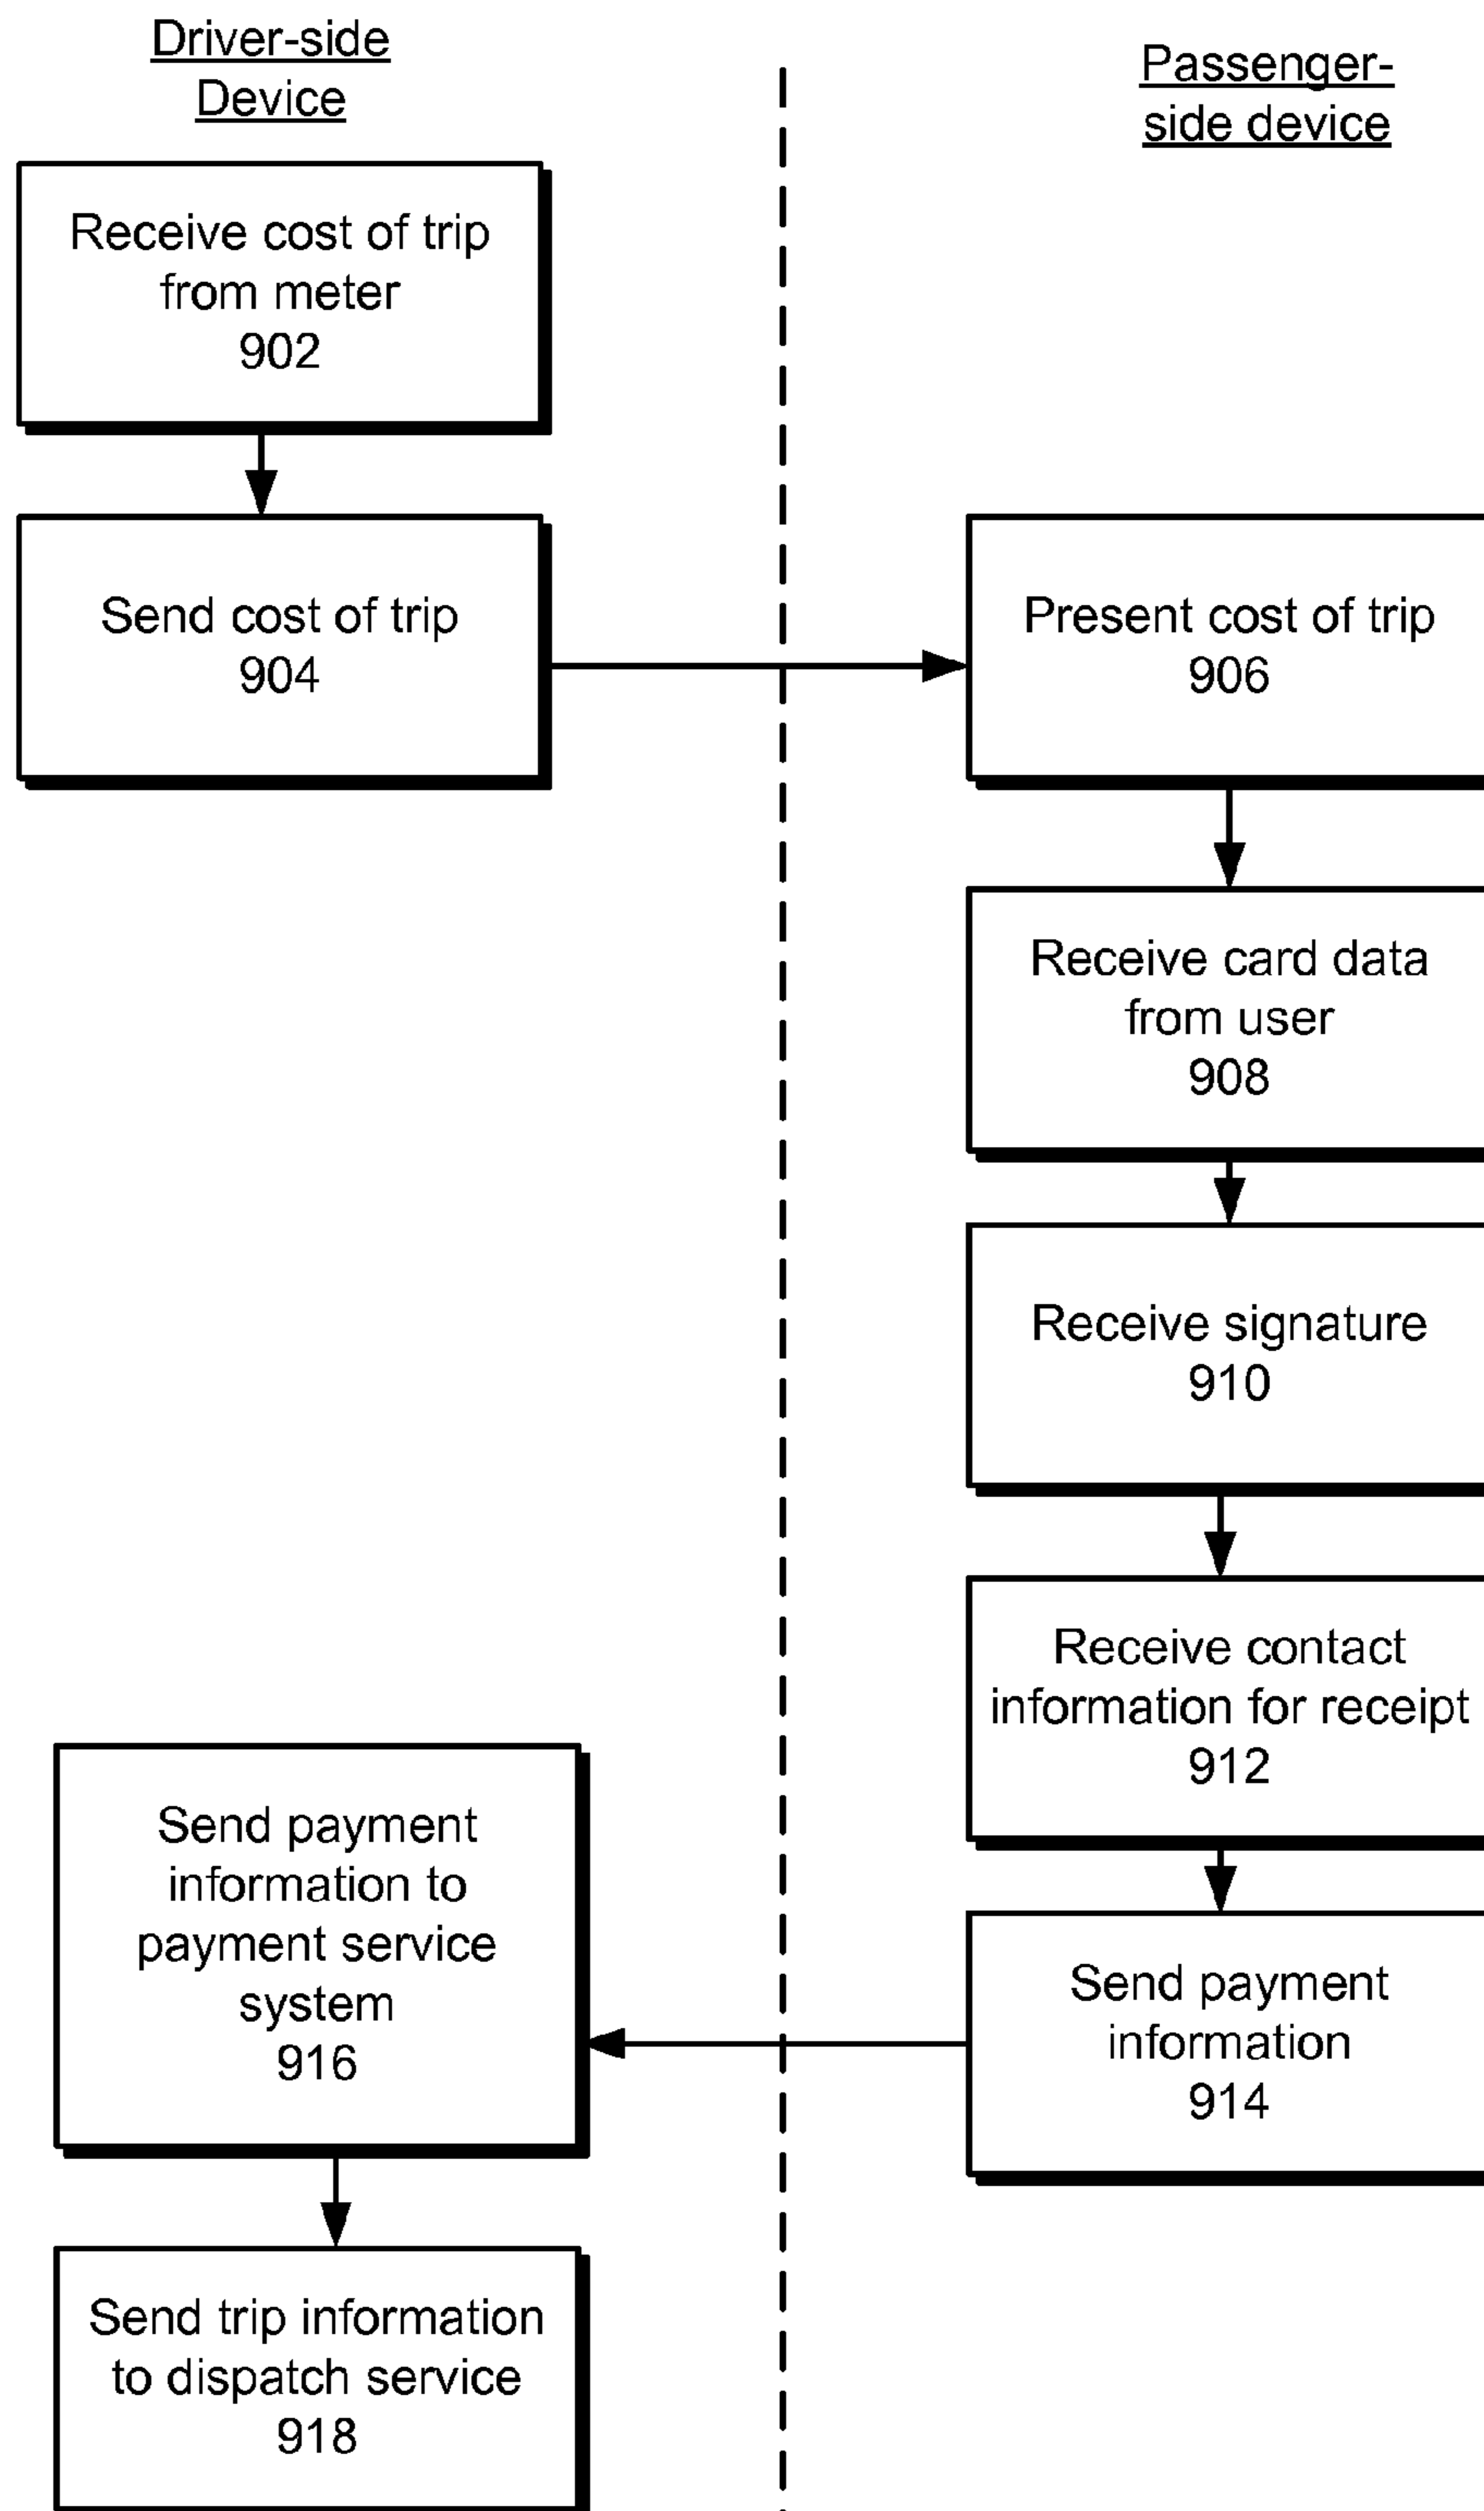 Driver-side
Device
Passenger-
side device
Receive cost of trip
from meter
902
Send cost of trip
904
Present cost of trip
906
Receive card data
from user
908
Receive signature
910
Receive contact
information for receipt
912
Send payment
information
914
Send payment
information to
payment service
system
916
Send trip information
to dispatch service
918